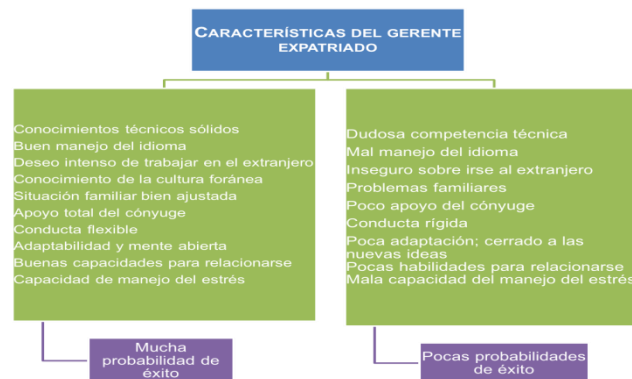 CARACTERÍSTICAS DEL GERENTE
EXPATRIADO
Conocimientos técnicos sólidos
Buen manejo del idioma
Deseo intenso de trabajar en el extranjero
Conocimiento de la cultura foránea
Situación familiar bien ajustada
Apoyo total del cónyuge
Conducta flexible
Adaptabilidad y mente abierta
Buenas capacidades para relacionarse
Capacidad de manejo del estrés
Mucha
probabilidad de
éxito
Dudosa competencia técnica
Mal manejo del idioma
Inseguro sobre irse al extranjero
Problemas familiares
Poco apoyo del cónyuge
Conducta rígida
Poca adaptación; cerrado a las
nuevas ideas
Pocas habilidades para relacionarse
Mala capacidad del manejo del estrés
Pocas probabilidades
de éxito